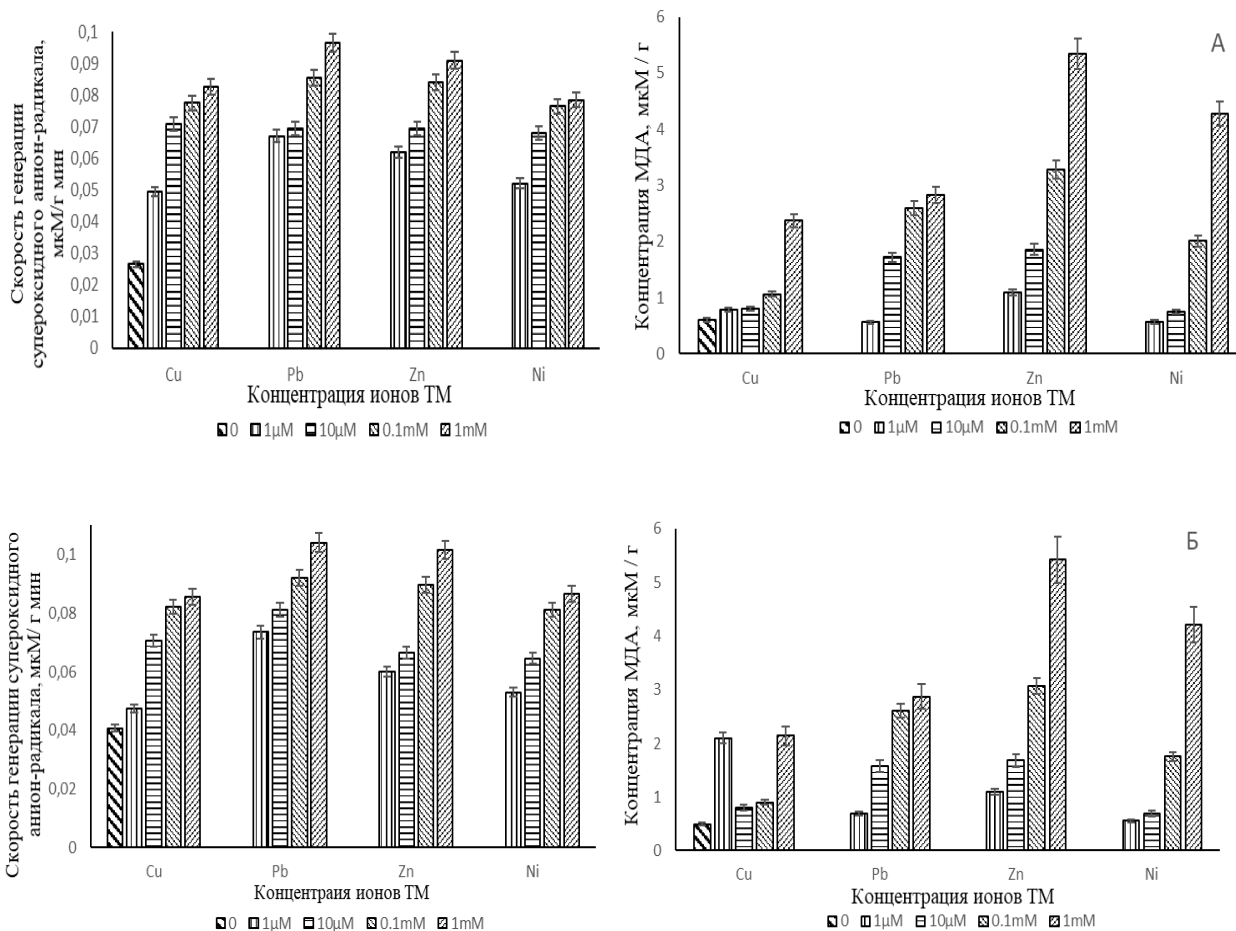 Скорость генерации
супероксидного анион-радикала,
мкМ/г мин
0,1
0,09
0,08
0,07
0,06
0,05
0,04
0,03
0,02
0,01
0
Cu Pb Zn Ni
Концентрация ионов ТМ
0 1µM 10µM 0.1mM 1mM
А
Концентрация МДА, мкМ / г
6
5
4
3
2
1
0
Cu Pb Zn Ni
Концентрация ионов ТМ
0 1µM 10µM 0.1mM 1mM
Скорость генерации супероксидного
анион-радикала, мкМ/ г мин
0,1
0,08
0,06
0,04
0,02
0
Cu Pb Zn Ni
Концентраия ионов ТМ
0 1µM 10µM 0.1mM 1mM
Б
Концентрация МДА, мкМ / г
6
5
4
3
2
1
0
Cu Pb Zn Ni
Концентрация ионов ТМ
0 1µM 10µM 0.1mM 1mM